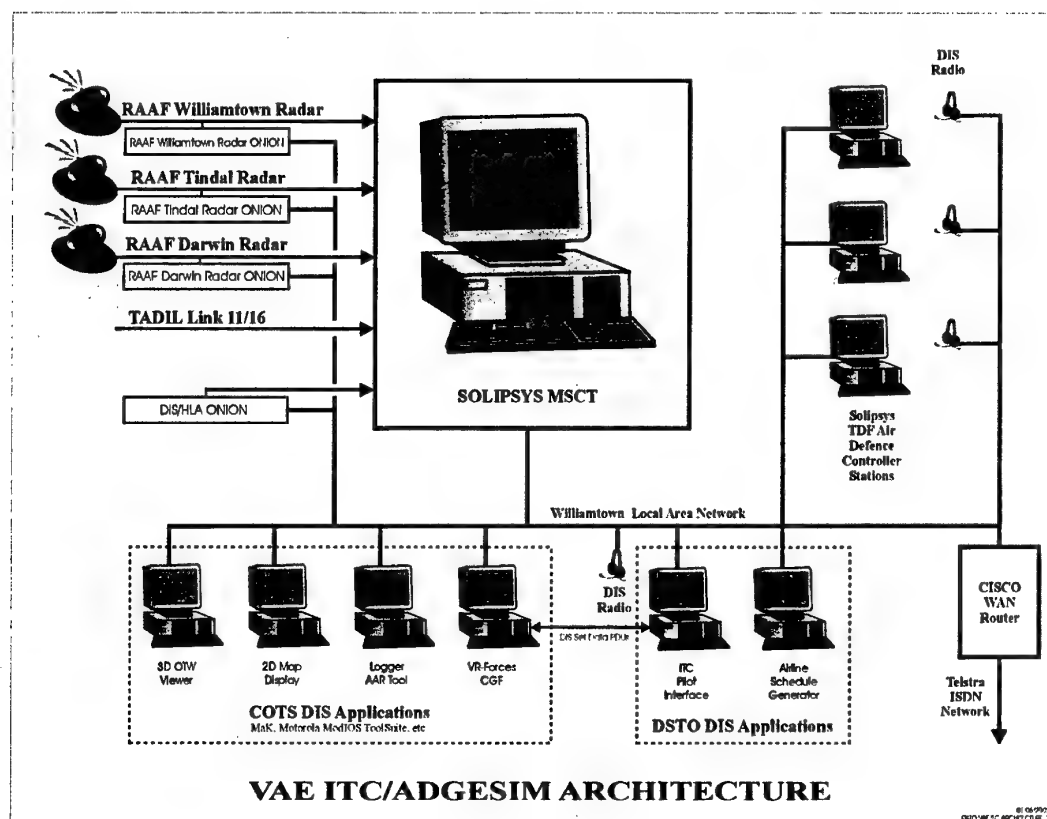 DIS
Radio
RAAF Williamtown Radar
RAAF Williamtown Radar ONION
RAAF Tindal Radar
RAAF Tindal Radar ONION
RAAF Darwin Radar
RAAF Darwin Radar ONION
TADIL Link 11/16
DIS/HLA ONION
SOLIPSYS MSCT
Solipsys
TDF Air
Defence
Controller
Stations
Williamtown Local Area Network
DIS
Radio
CISCO
WAN
Router
DIS Set Data PDUs
3D OTW
Viewer
2D Map
Display
Logger
AAR Tool
VR-Forces
CGF
ITC
Pilot
Interface
Airline
Schedule
Generator
Telstra
ISDN
Network
COTS DIS Applications
MaK, Motorola ModIOS ToolSuite, etc
DSTO DIS Applications
VAE ITC/ADGESIM ARCHITECTURE